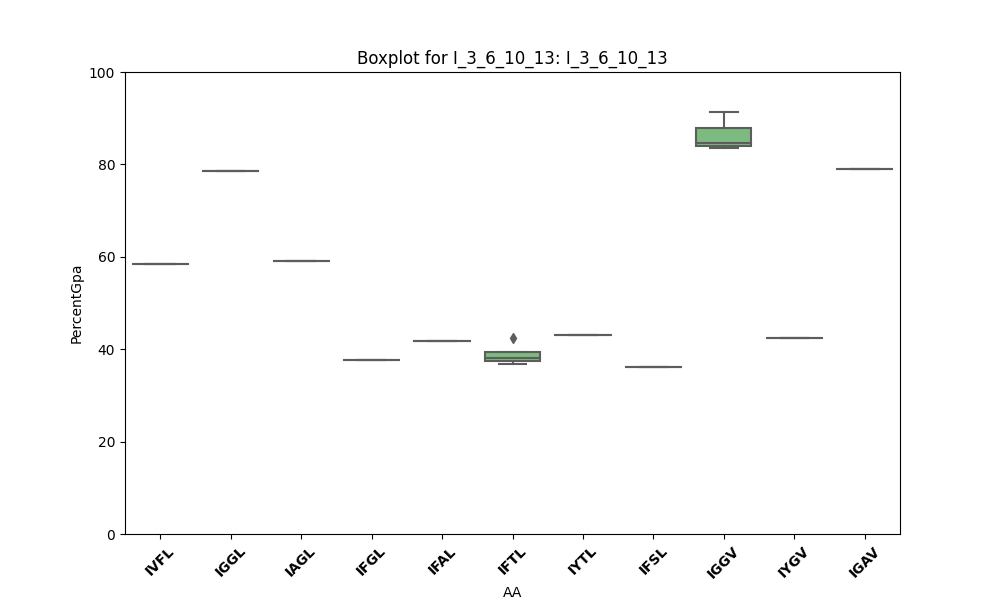 Boxplot for I_3_6_10_13: I_3_6_10_13
100
80
60
40
20
0
PercentGpa
IVFL IGGL IAGL IFGL IFAL IFTL IYTL IFSL IGGV IYGV IGAV
AA